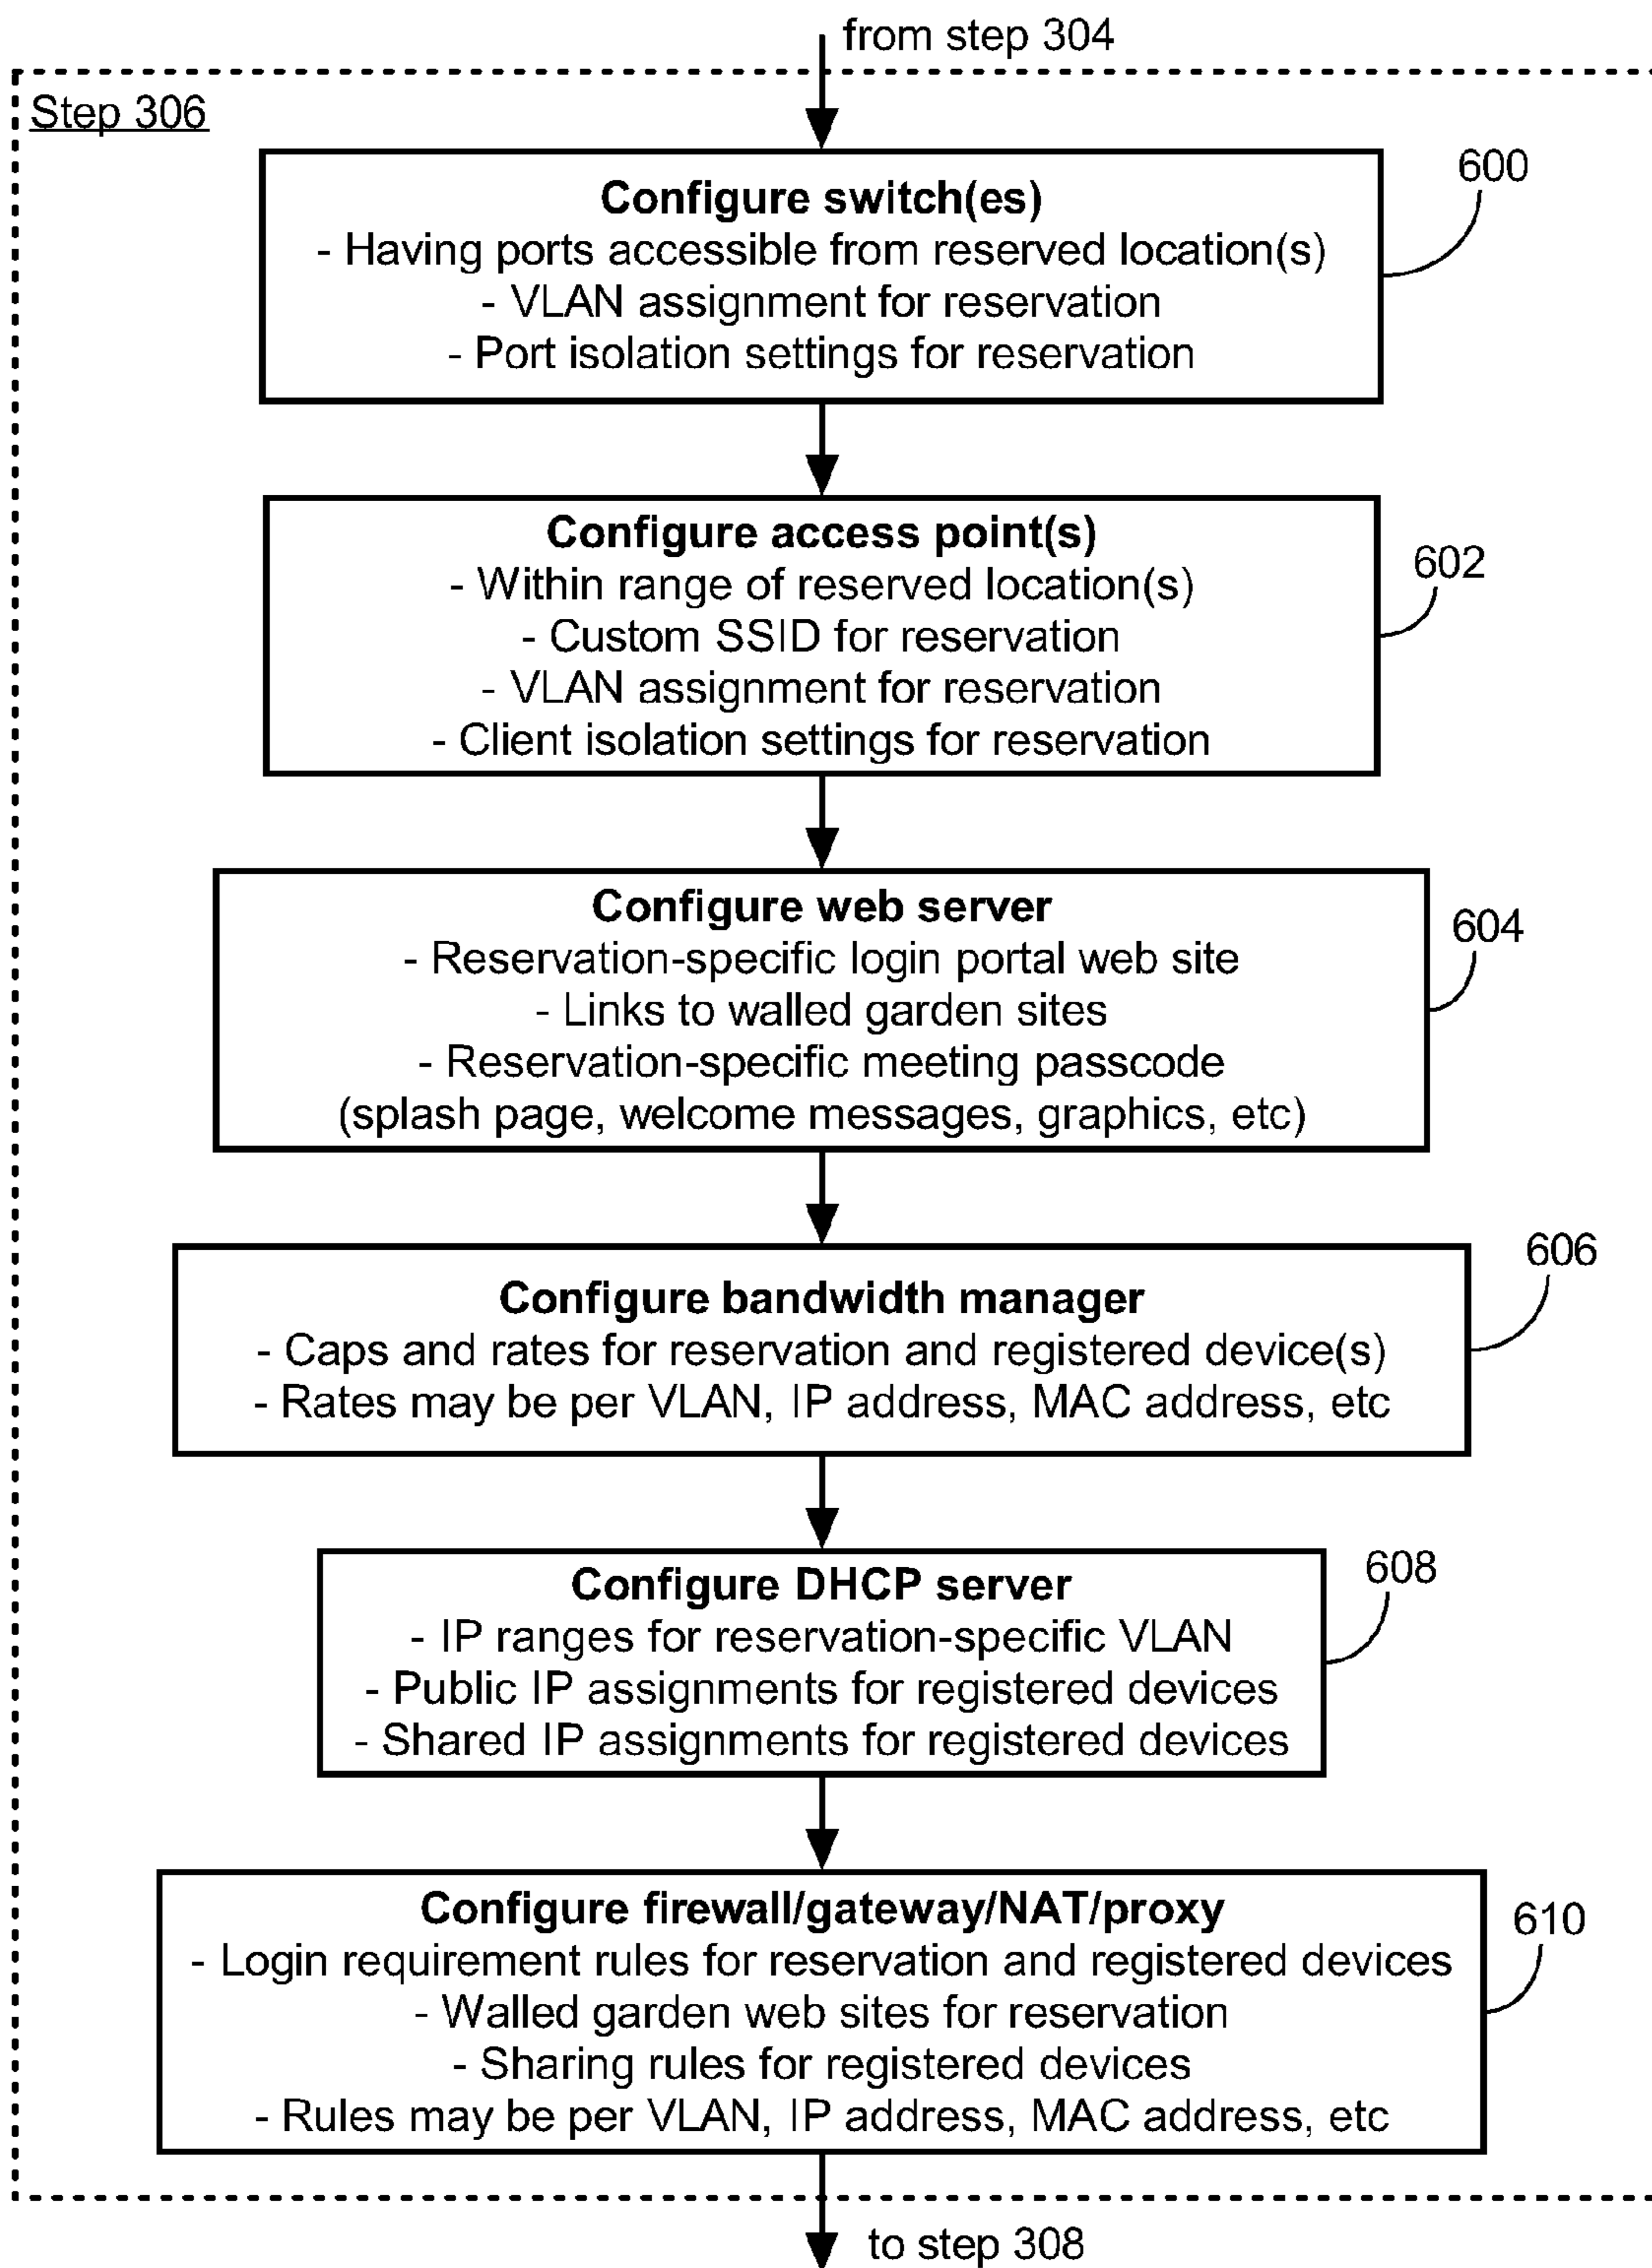 from step 304
Step 306
Configure switch(es)
- Having ports accessible from reserved location(s)
- VLAN assignment for reservation
- Port isolation settings for reservation
600
Configure access point(s)
- Within range of reserved location(s)
- Custom SSID for reservation
- VLAN assignment for reservation
- Client isolation settings for reservation
602
Configure web server
- Reservation-specific login portal web site
- Links to walled garden sites
- Reservation-specific meeting passcode
(splash page, welcome messages, graphics, etc)
604
Configure bandwidth manager
- Caps and rates for reservation and registered device(s)
- Rates may be per VLAN, IP address, MAC address, etc
606
Configure DHCP server
- IP ranges for reservation-specific VLAN
- Public IP assignments for registered devices
- Shared IP assignments for registered devices
608
Configure firewall/gateway/NAT/proxy
- Login requirement rules for reservation and registered devices
- Walled garden web sites for reservation
- Sharing rules for registered devices
- Rules may be per VLAN, IP address, MAC address, etc
610
to step 308